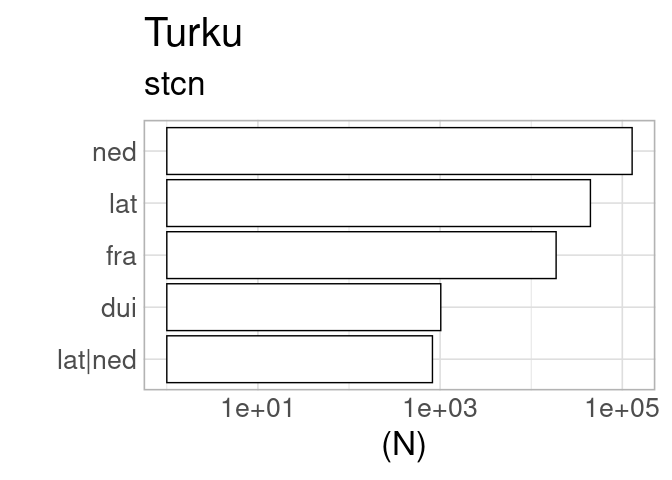 Turku
stcn
ned
lat
fra
dui
lat|ned
1e+01 1e+03 1e+05
(N)